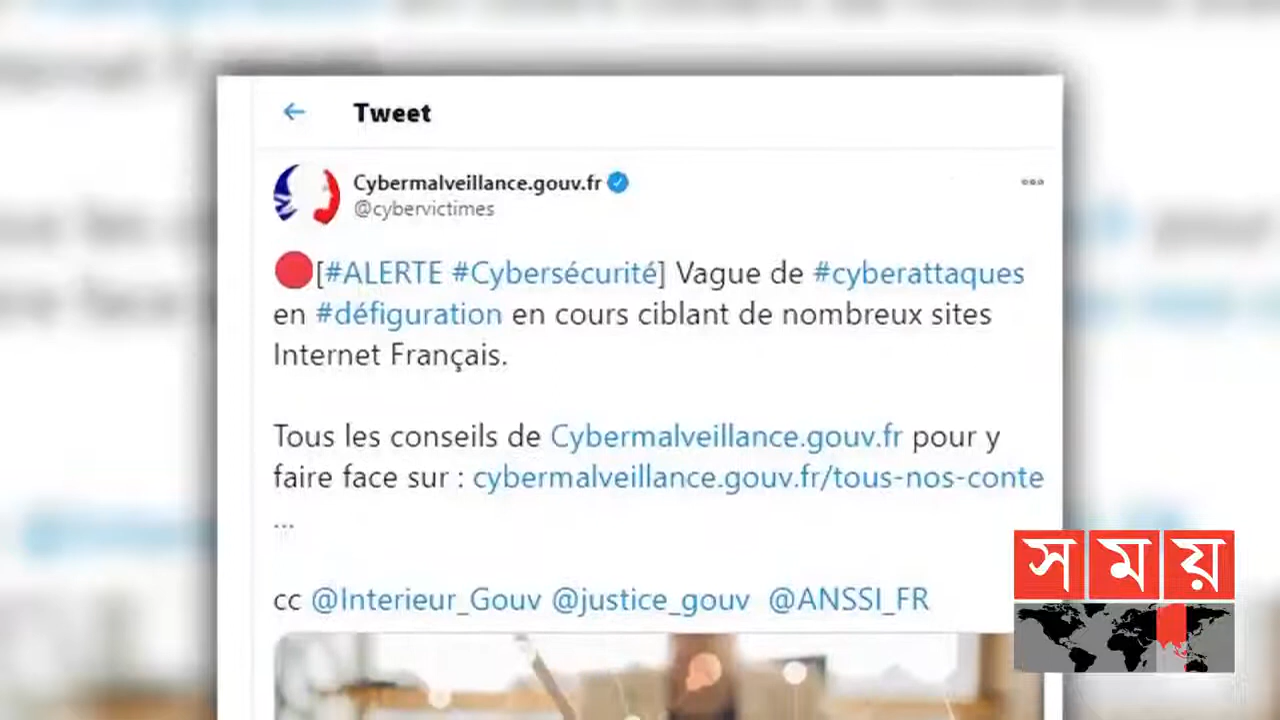 Tweet
Cybermalveillance.gouv.fr
@cybervictimes
[#ALERTE #Cybersécurité] Vague de #cyberattaques
en #défiguration en cours ciblant de nombreux sites
Internet Français.
Tous les conseils de Cybermalveillance.gouv.fr pour y
faire face sur : cybermalveillance.gouv.fr/tous-nos-conte
...
cc @Interieur_Gouv @justice_gouv @ANSSI_FR
সময়